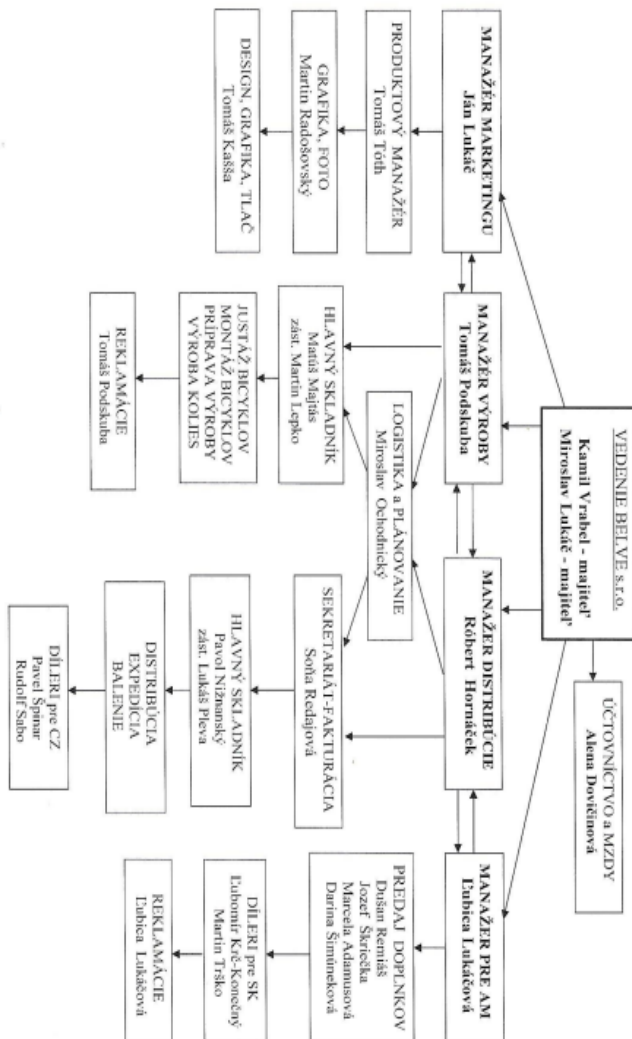 VEDENIE BELVE s.r.o.
Kamil Vrabel - majiteľ
Miroslav Lukáč - majiteľ
ÚČTOVNÍCTVO a MZDY
Alena Dovičinová
MANAŽÉR MARKETINGU
Ján Lukáč
PRODUKTOVÝ MANAŽÉR
Tomáš Tóth
GRAFIKA, FOTO
Martin Radošovský
DESIGN, GRAFIKA, TLAČ
Tomáš Kašša
MANAŽÉR VÝROBY
Tomáš Podskuba
LOGISTIKA a PLÁNOVANIE
Miroslav Ochodnický
HLAVNÝ SKLADNÍK
Matúš Majtás
zást. Martin Lepko
JUSTÁŽ BICYKLOV
MONTÁŽ BICYKLOV
PRÍPRAVA VÝROBY
VÝROBA KOLIES
REKLAMÁCIE
Tomáš Podskuba
MANAŽER DISTRIBÚCIE
Róbert Hornáček
SEKRETARIÁT-FAKTURÁCIA
Soňa Redajová
HLAVNÝ SKLADNÍK
Pavol Nižnanský
zást. Lukáš Pleva
DISTRIBÚCIA
EXPEDÍCIA
BALENIE
DÍLERI pre CZ
Pavel Špinar
Rudolf Sabo
MANAŽER PRE AM
Ľubica Lukáčová
PREDAJ DOPLNKOV
Dušan Remiáš
Jozef Škriečka
Marcela Adamusová
Darina Šimúneková
DÍLERI pre SK
Ľubomír Krč-Konečný
Martin Trško
REKLAMÁCIE
Ľubica Lukáčová